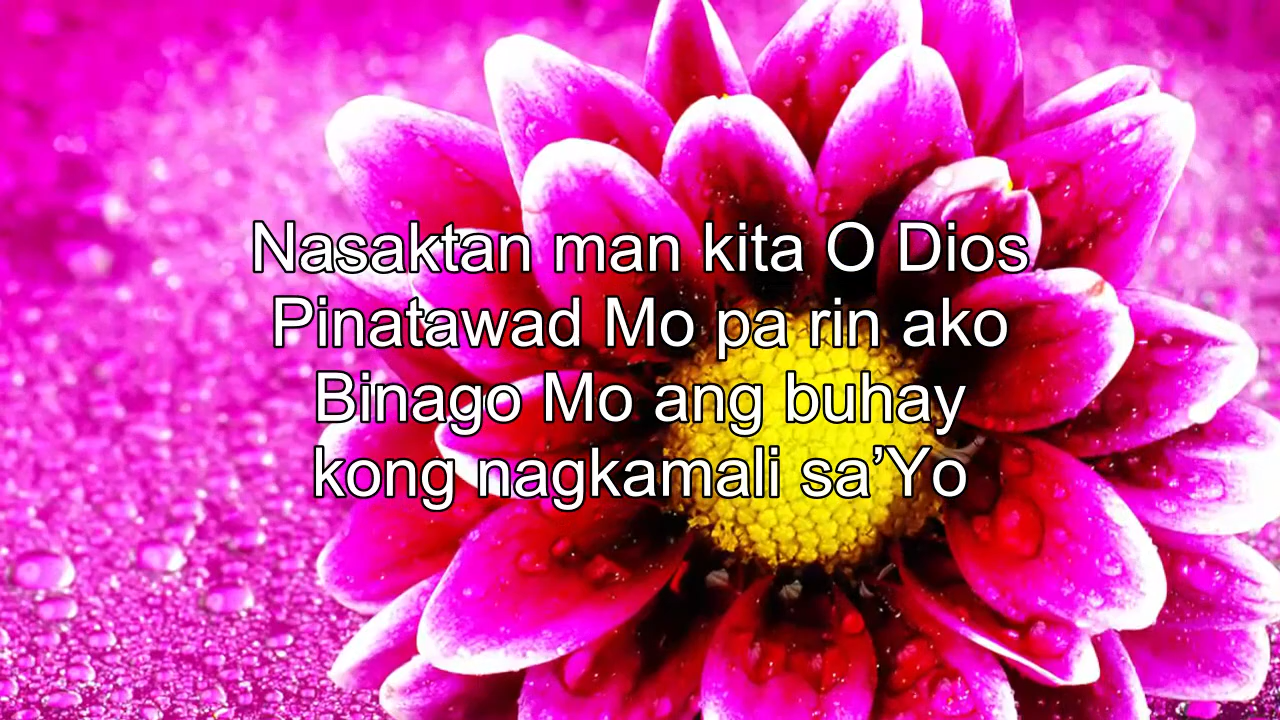 Nasaktan man kita O Dios
Pinatawad Mo pa rin ako
Binago Mo ang buhay
kong nagkamali sa’Yo